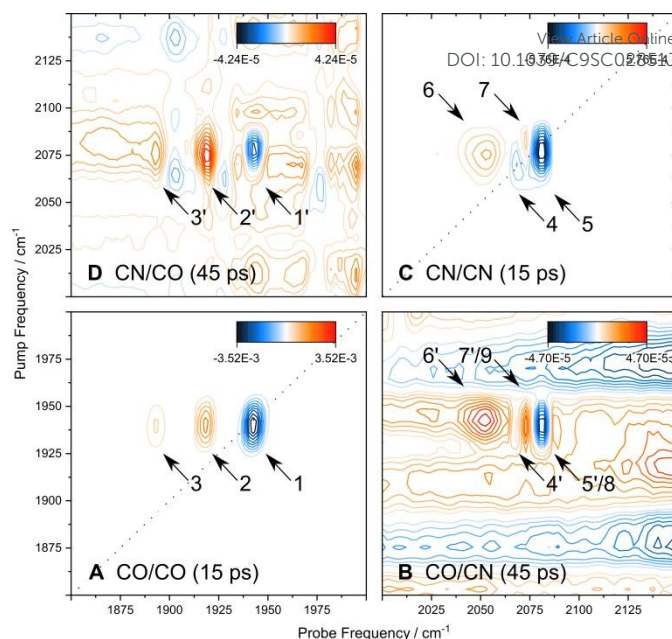 View Article Online
DOI: 10.1039/C9SC02851J
-4.24E-5 4.24E-5
6
7
4
5
3'
2'
1'
D CN/CO (45 ps)
C CN/CN (15 ps)
2125
2100
2075
2050
2025
Pump Frequency / cm⁻¹
-3.52E-3 3.52E-3
-4.70E-5 4.70E-5
6'
7'/9
4'
5'/8
3
2
1
A CO/CO (15 ps)
B CO/CN (45 ps)
1975
1950
1925
1900
1875
1875 1900 1925 1950 1975
2025 2050 2075 2100 2125
Probe Frequency / cm⁻¹